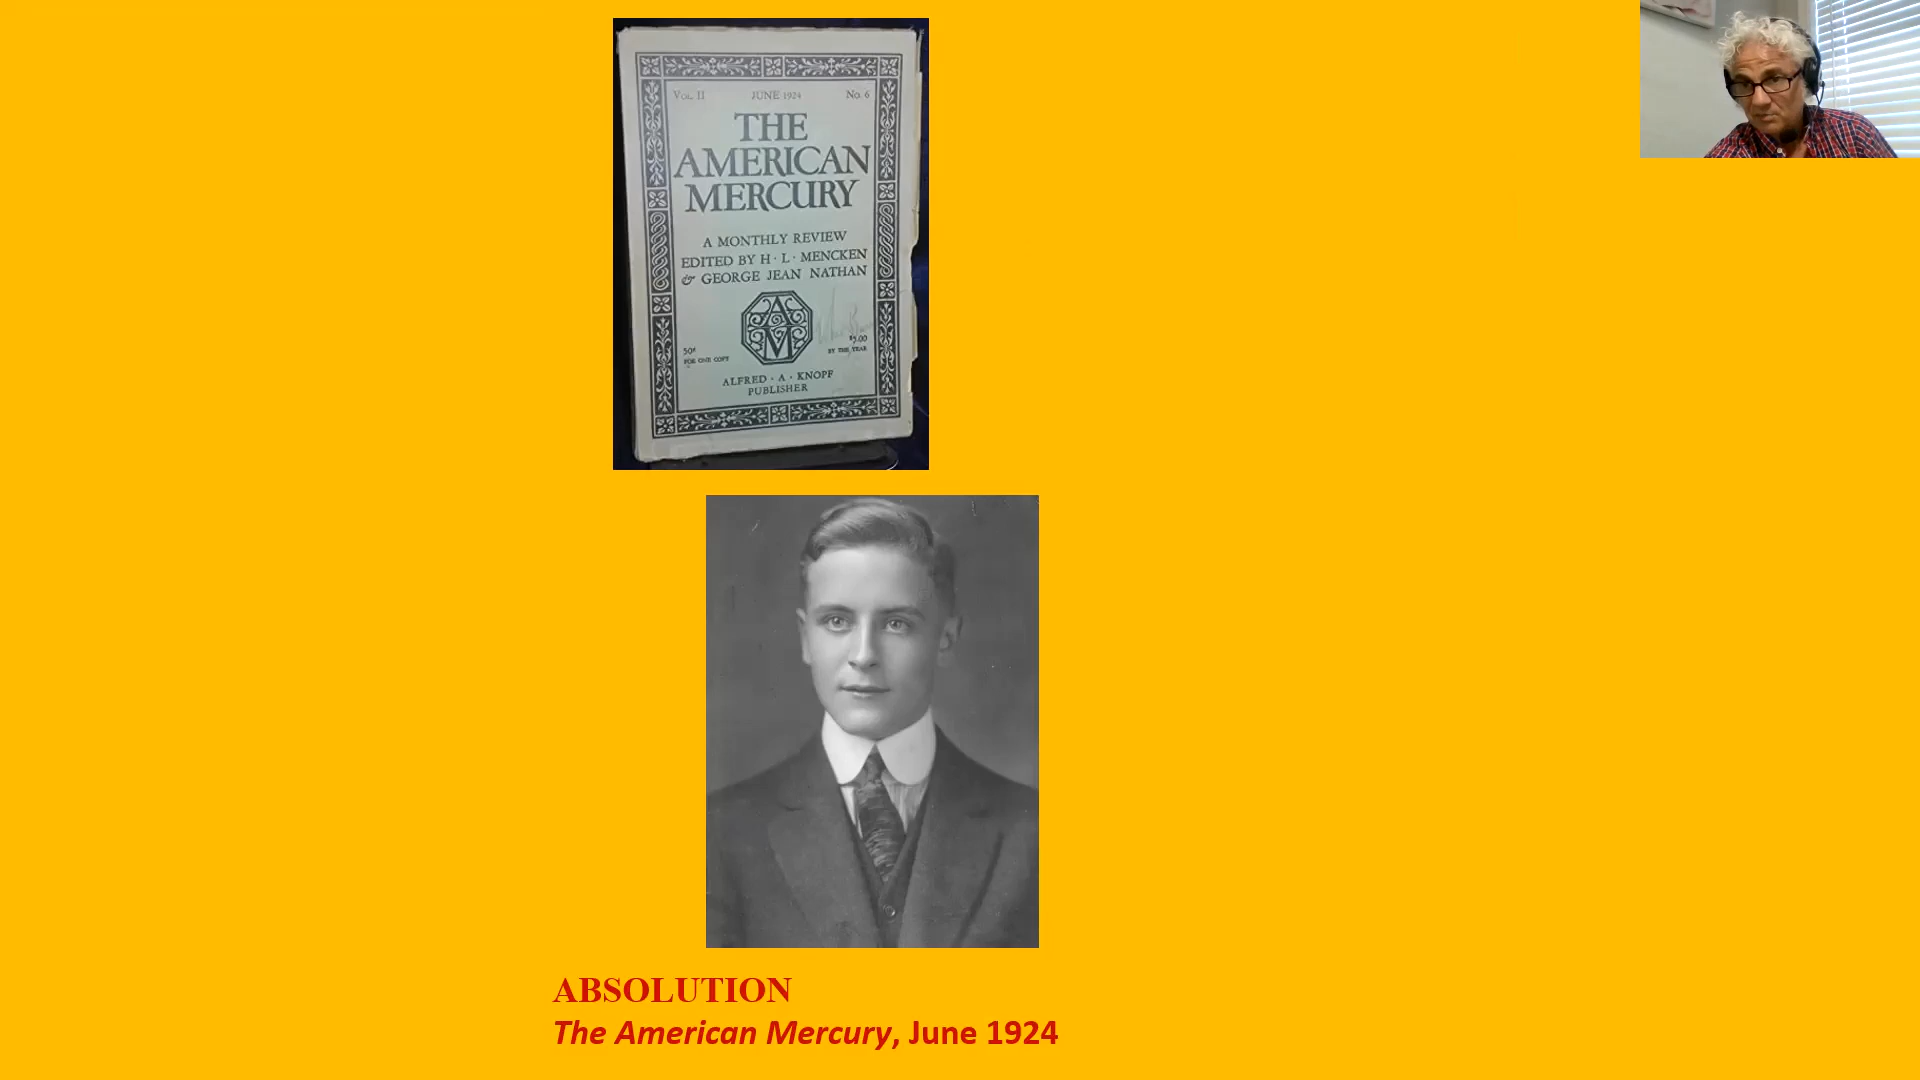 VOL. II JUNE 1924 No. 6
THE
AMERICAN
MERCURY
A MONTHLY REVIEW
EDITED BY H · L · MENCKEN
& GEORGE JEAN NATHAN
AM
50¢ $5.00
FOR ONE COPY BY THE YEAR
ALFRED · A · KNOPF
PUBLISHER
ABSOLUTION
The American Mercury, June 1924